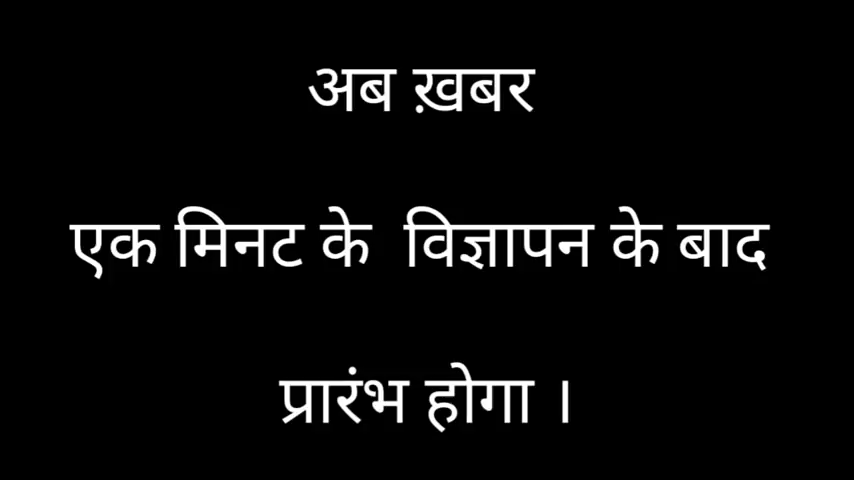 अब ख़बर
एक मिनट के विज्ञापन के बाद
प्रारंभ होगा ।